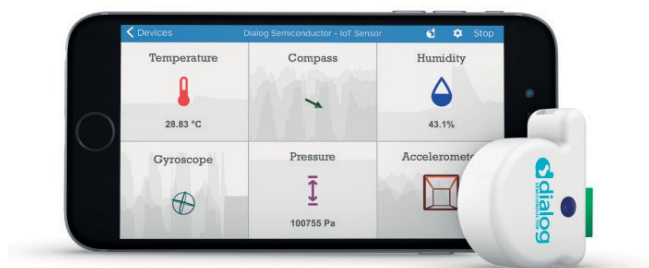 Devices
Dialog Semiconductor - IoT Sensor
Stop
Temperature
Compass
Humidity
28.83 °C
43.1%
Gyroscope
Pressure
Acceleromete
100755 Pa
dialog
SEMICONDUCTOR